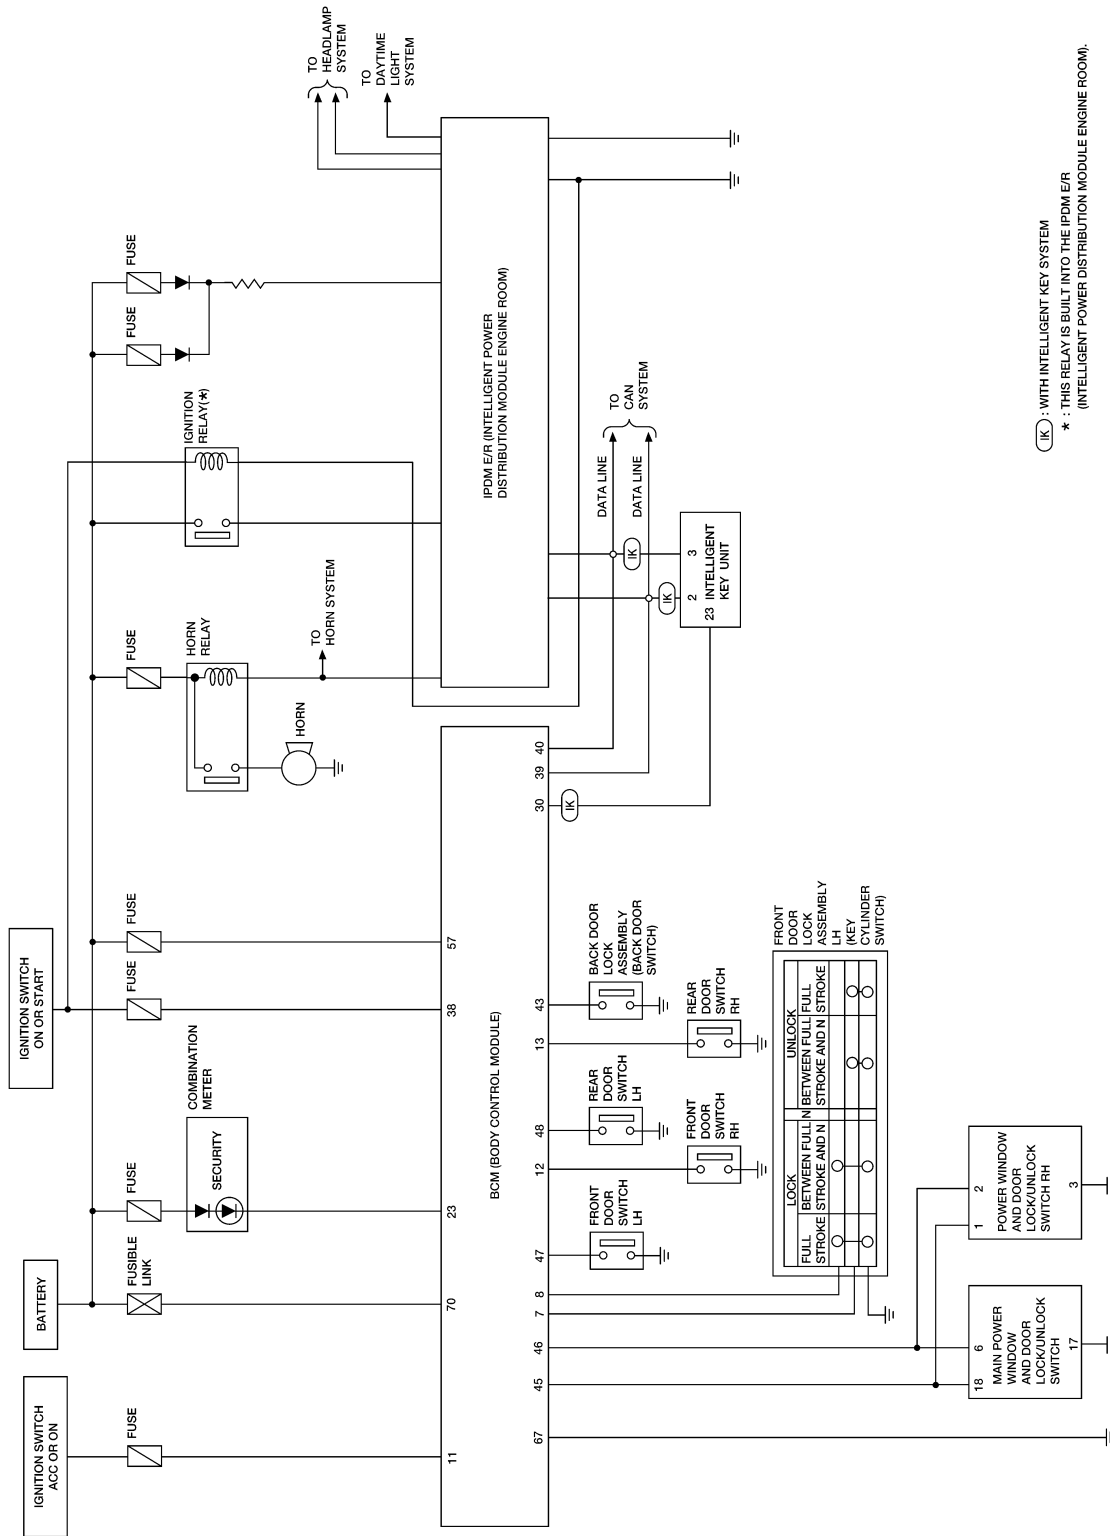 IGNITION SWITCH
ACC OR ON
BATTERY
IGNITION SWITCH
ON OR START
FUSE
FUSIBLE
LINK
FUSE
FUSE
FUSE
FUSE
FUSE
FUSE
COMBINATION
METER
SECURITY
HORN
RELAY
HORN
TO
HORN SYSTEM
IGNITION
RELAY(*)
TO
HEADLAMP
SYSTEM
TO
DAYTIME
LIGHT
SYSTEM
11
70
23
38
57
BCM (BODY CONTROL MODULE)
IPDM E/R (INTELLIGENT POWER
DISTRIBUTION MODULE ENGINE ROOM)
67
45
46
7
8
47
12
48
13
43
30
39
40
IK
IK
IK
DATA LINE
DATA LINE
TO
CAN
SYSTEM
2
3
23
INTELLIGENT
KEY UNIT
FRONT
DOOR
SWITCH
LH
FRONT
DOOR
SWITCH
RH
REAR
DOOR
SWITCH
LH
REAR
DOOR
SWITCH
RH
BACK DOOR
LOCK
ASSEMBLY
(BACK DOOR
SWITCH)
FRONT
DOOR
LOCK
ASSEMBLY
LH
(KEY
CYLINDER
SWITCH)
LOCK
N
UNLOCK
FULL
STROKE
BETWEEN FULL
STROKE AND N
BETWEEN FULL
STROKE AND N
FULL
STROKE
18
6
MAIN POWER
WINDOW
AND DOOR
LOCK/UNLOCK
SWITCH
17
1
2
POWER WINDOW
AND DOOR
LOCK/UNLOCK
SWITCH RH
3
IK : WITH INTELLIGENT KEY SYSTEM
* : THIS RELAY IS BUILT INTO THE IPDM E/R
(INTELLIGENT POWER DISTRIBUTION MODULE ENGINE ROOM).